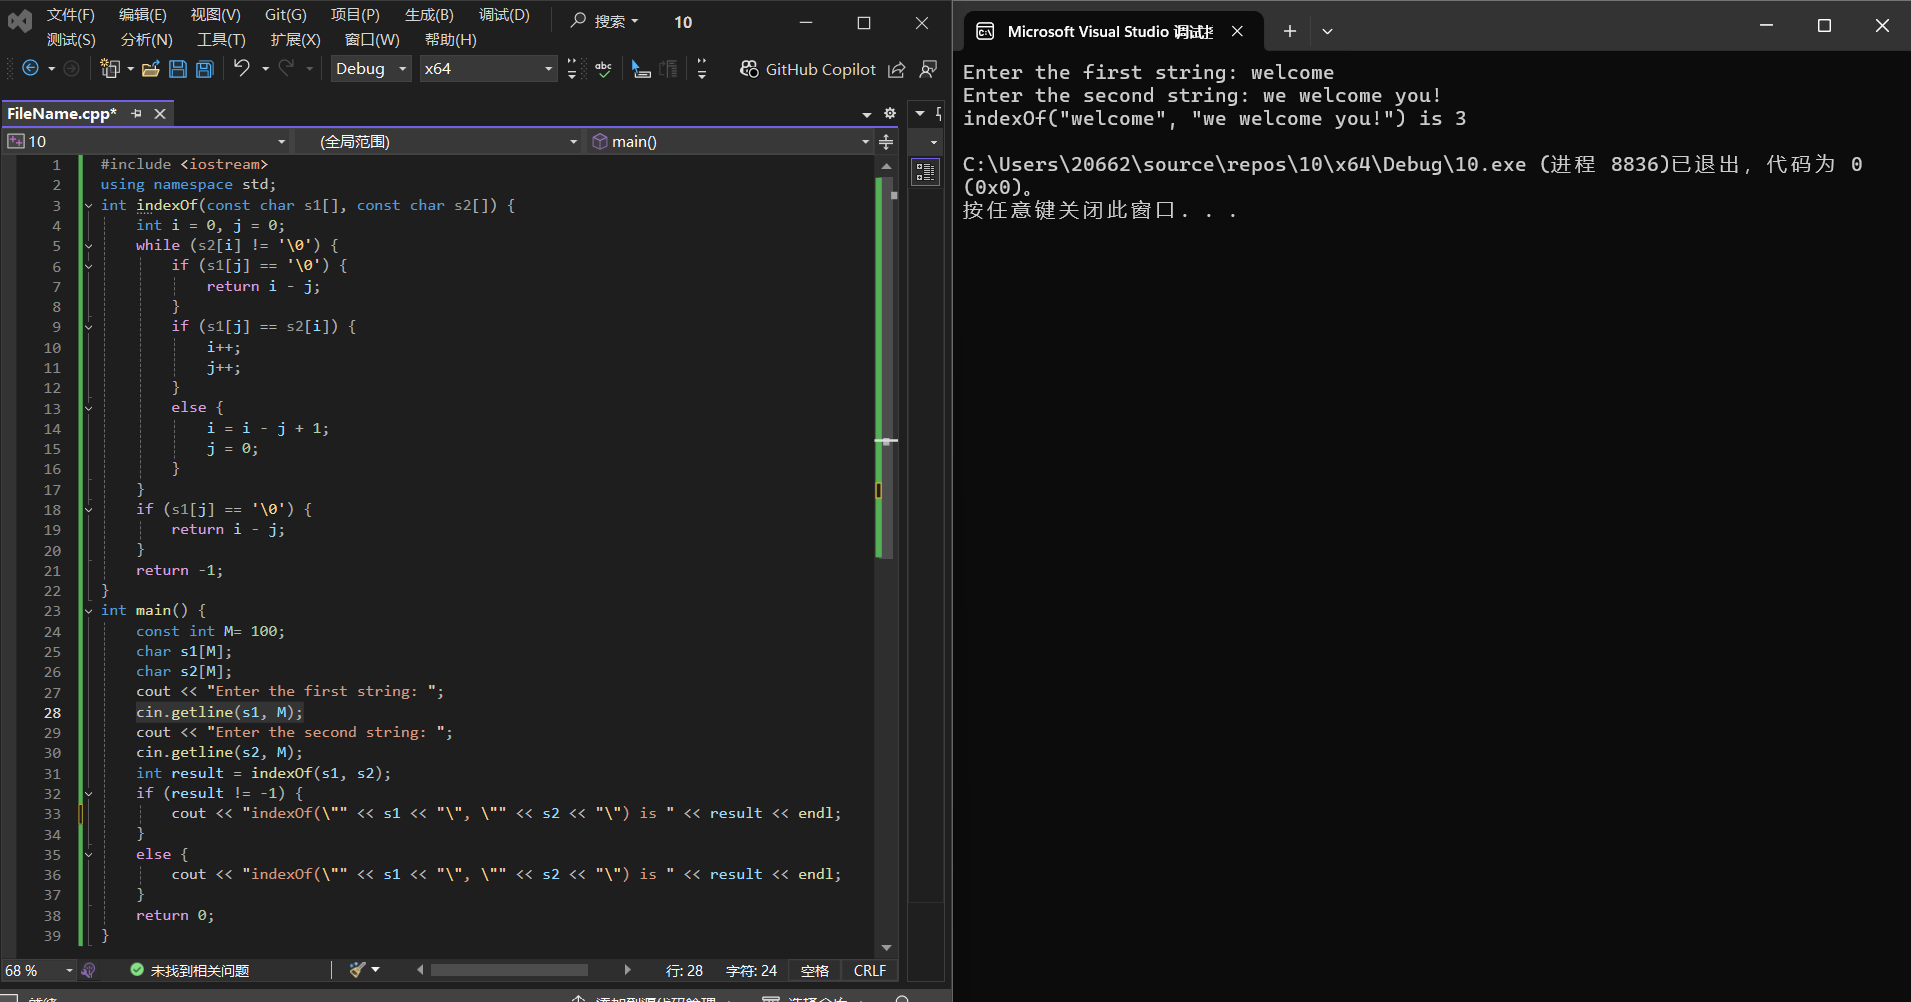 文件(F) 编辑(E) 视图(V) Git(G) 项目(P) 生成(B) 调试(D) 搜索 10
测试(S) 分析(N) 工具(T) 扩展(X) 窗口(W) 帮助(H)
Debug x64 abc GitHub Copilot
FileName.cpp*
10 (全局范围) main()
1 #include <iostream>
2 using namespace std;
3 int indexOf(const char s1[], const char s2[]) {
4 int i = 0, j = 0;
5 while (s2[i] != '\0') {
6 if (s1[j] == '\0') {
7 return i - j;
8 }
9 if (s1[j] == s2[i]) {
10 i++;
11 j++;
12 }
13 else {
14 i = i - j + 1;
15 j = 0;
16 }
17 }
18 if (s1[j] == '\0') {
19 return i - j;
20 }
21 return -1;
22 }
23 int main() {
24 const int M= 100;
25 char s1[M];
26 char s2[M];
27 cout << "Enter the first string: ";
28 cin.getline(s1, M);
29 cout << "Enter the second string: ";
30 cin.getline(s2, M);
31 int result = indexOf(s1, s2);
32 if (result != -1) {
33 cout << "indexOf(\"" << s1 << "\", \"" << s2 << "\") is " << result << endl;
34 }
35 else {
36 cout << "indexOf(\"" << s1 << "\", \"" << s2 << "\") is " << result << endl;
37 }
38 return 0;
39 }
68 % 未找到相关问题 行: 28 字符: 24 空格 CRLF
Microsoft Visual Studio 调试
Enter the first string: welcome
Enter the second string: we welcome you!
indexOf("welcome", "we welcome you!") is 3
C:\Users\20662\source\repos\10\x64\Debug\10.exe (进程 8836)已退出，代码为 0
(0x0)。
按任意键关闭此窗口. . .